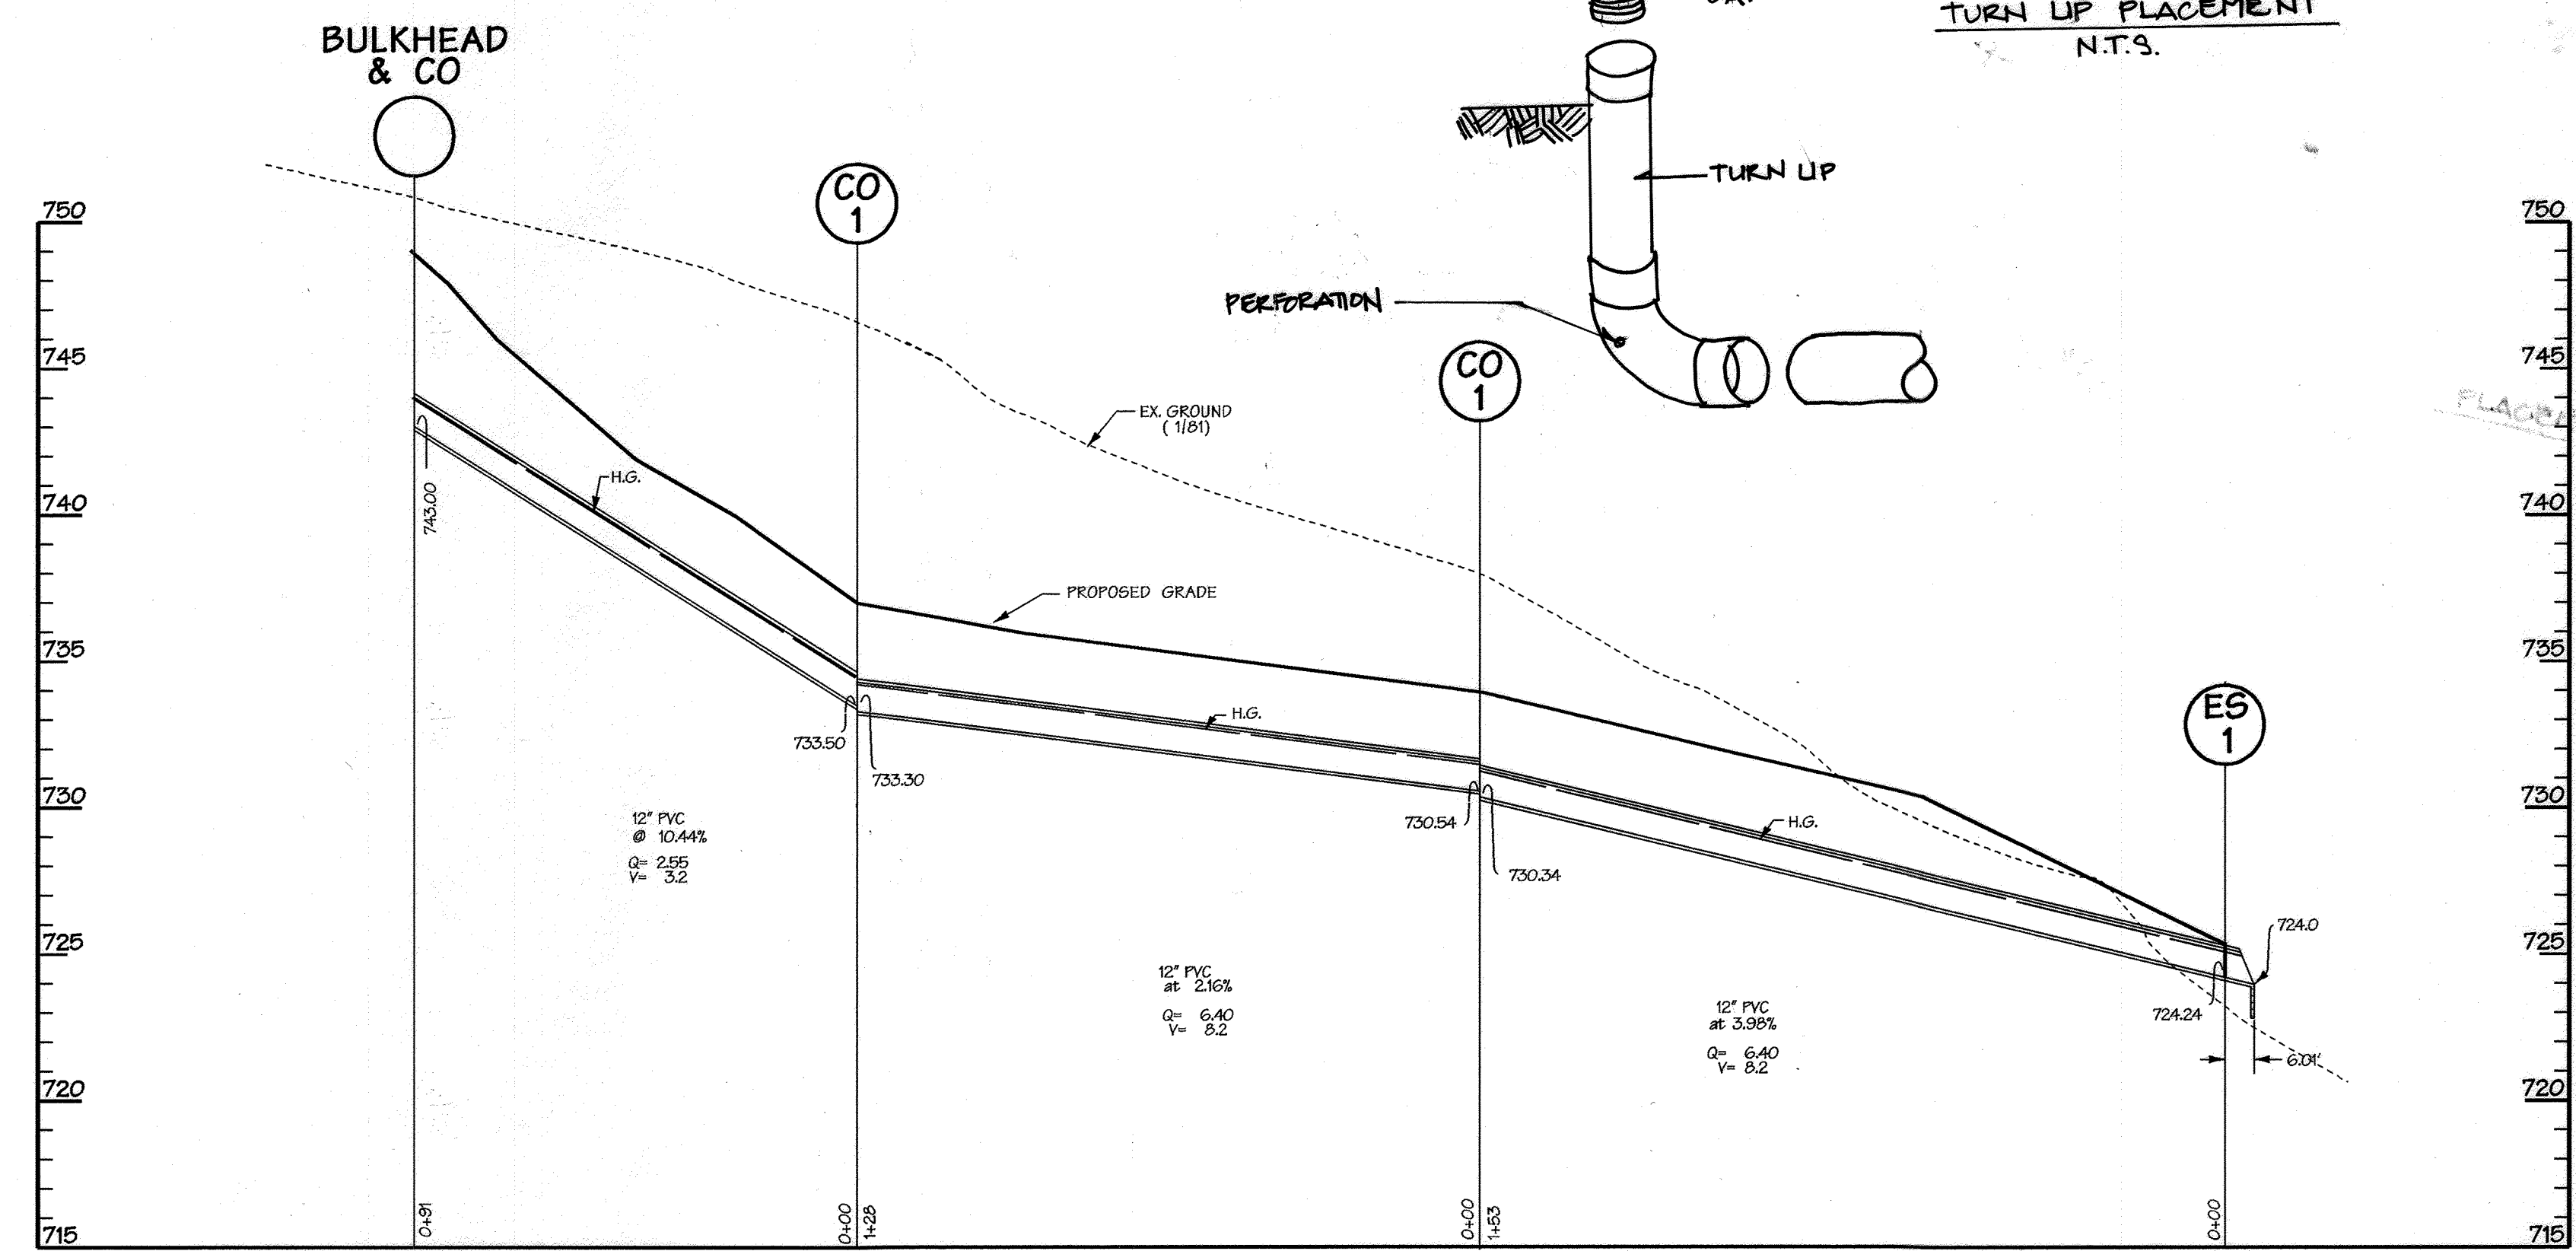 TURN UP PLACEMENT
N.T.S.
BULKHEAD
& CO
CO
1
TURN UP
PERFORATION
CO
1
750
750
745
745
EX. GROUND
(1/81)
H.G.
743.00
740
740
PROPOSED GRADE
735
735
H.G.
ES
1
733.50
733.30
730
730
12" PVC
@ 10.44%
Q= 2.55
V= 3.2
730.54
H.G.
730.34
725
725
724.0
12" PVC
at 2.16%
Q= 6.40
V= 8.2
12" PVC
at 3.98%
Q= 6.40
V= 8.2
724.24
6.01'
720
720
0+91
0+00
1+28
0+00
1+53
0+00
715
715